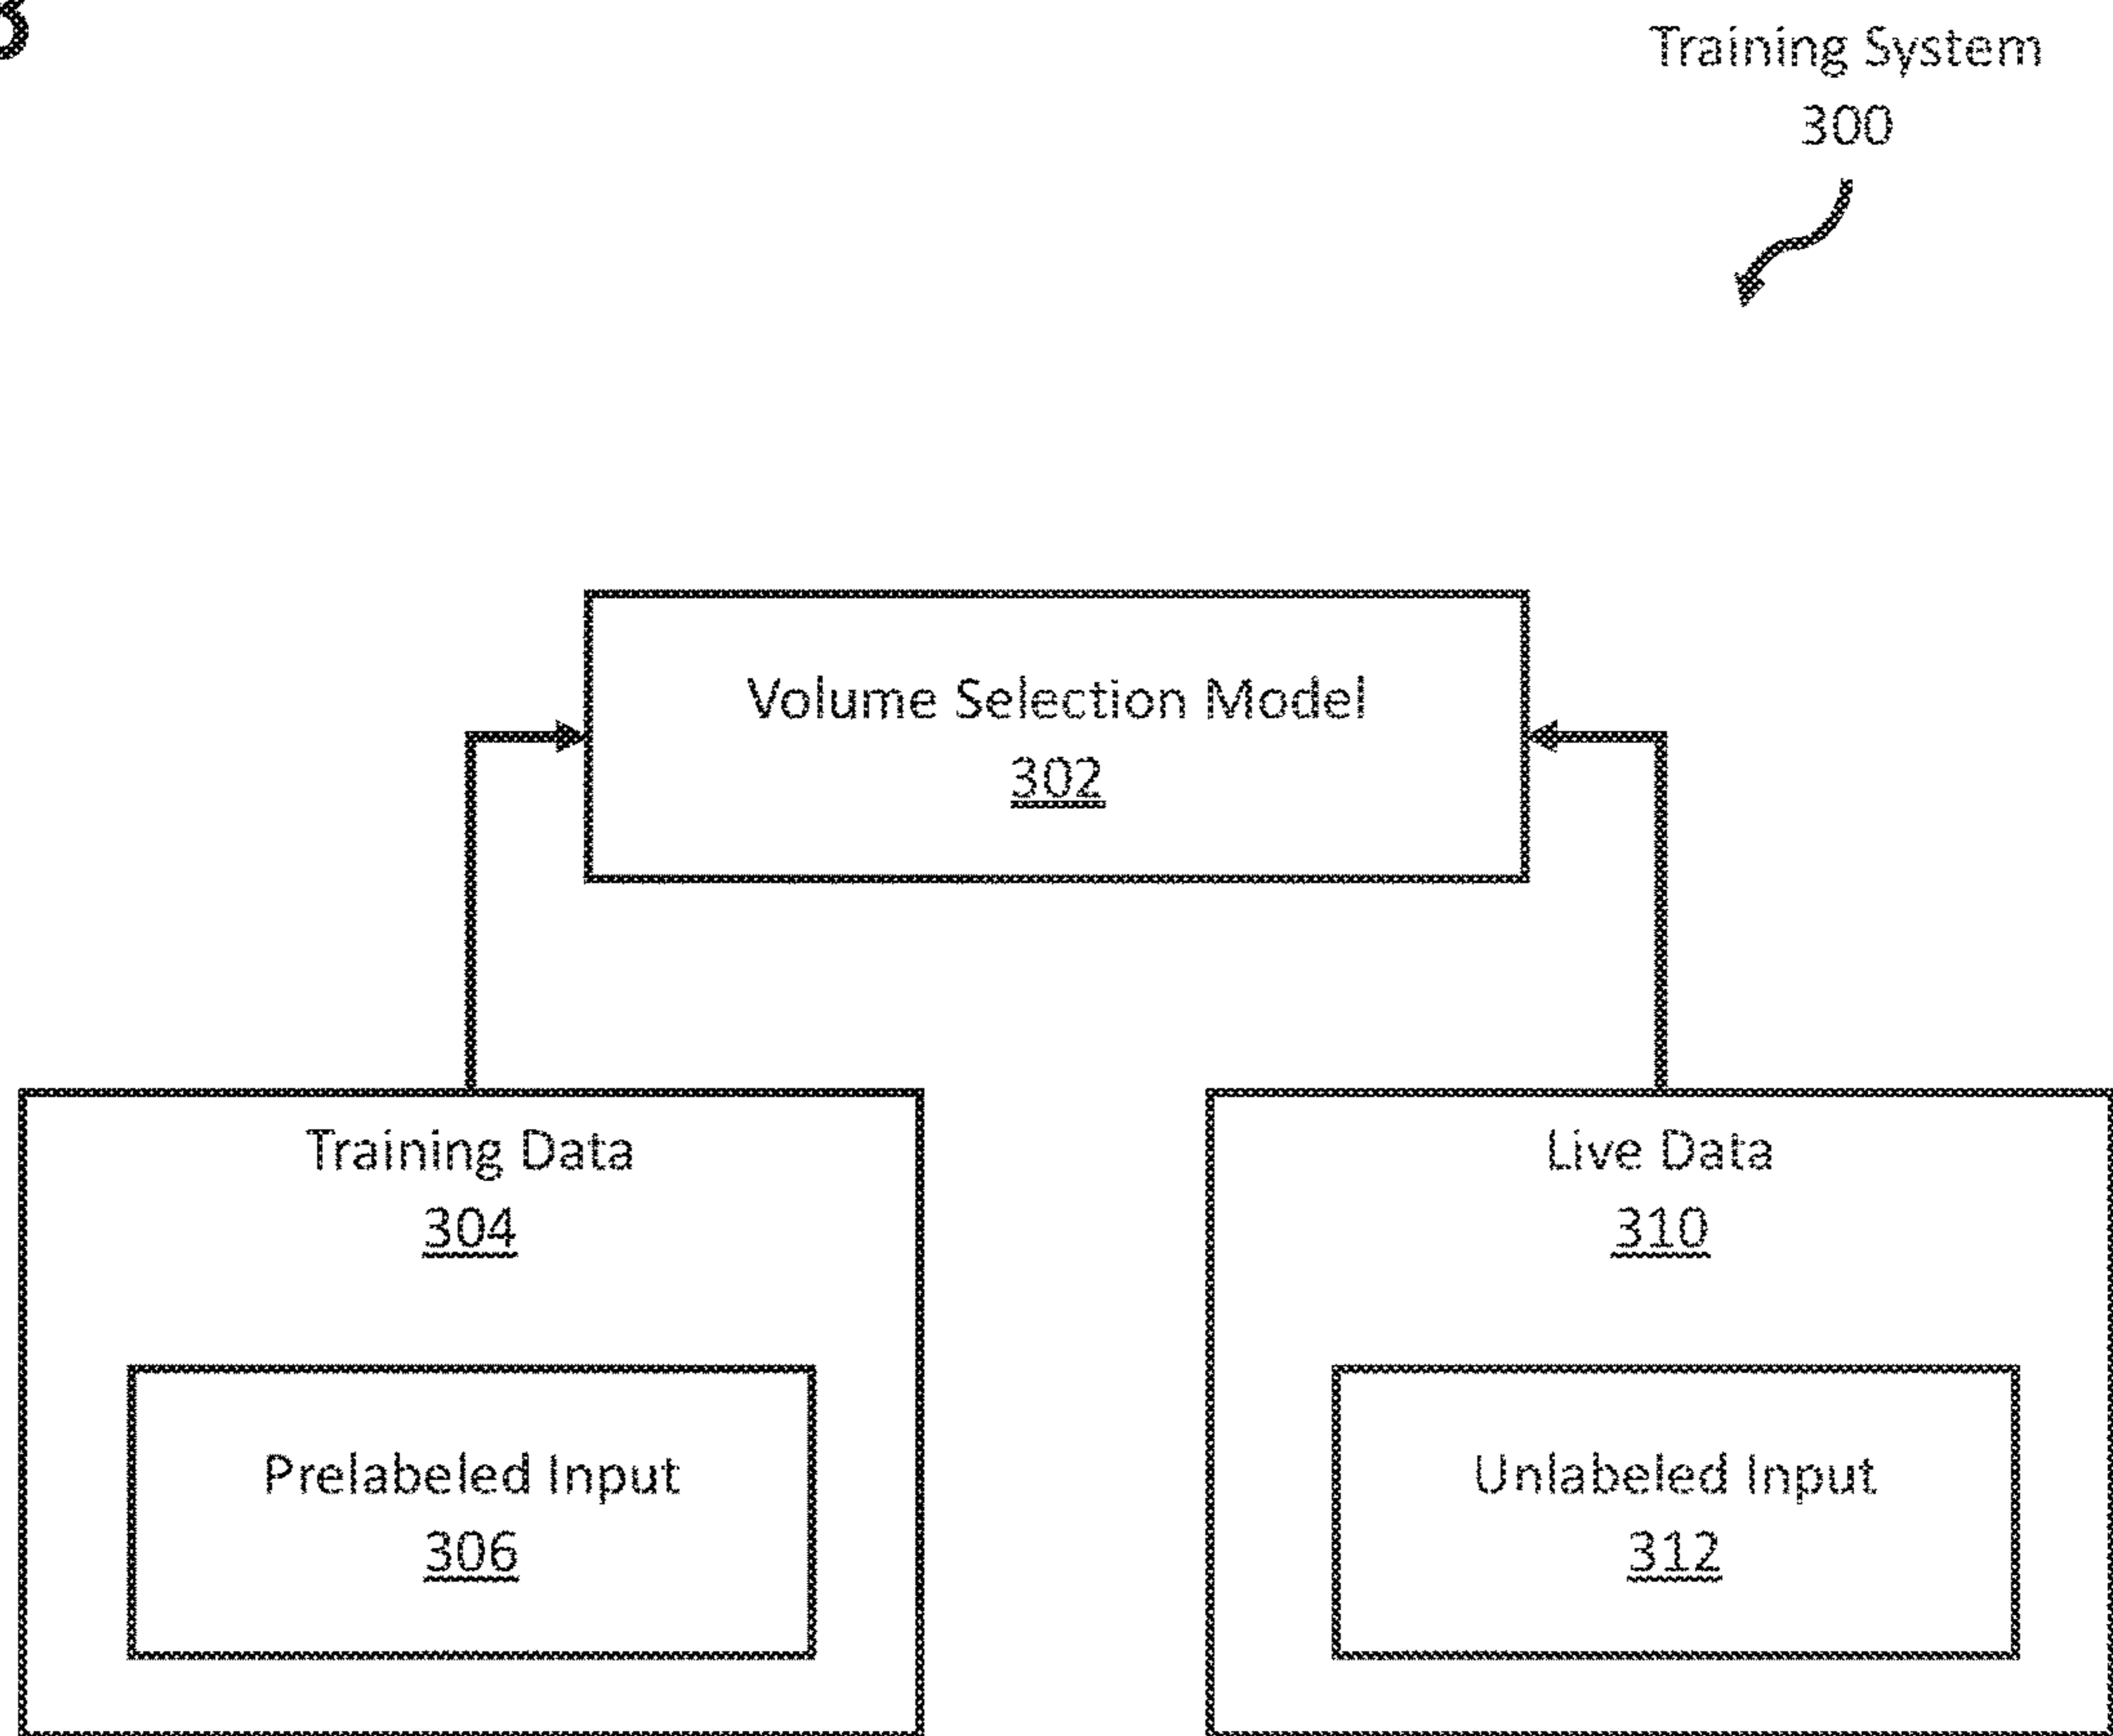 Training System
300
Volume Selection Model
302
Training Data
304
Live Data
310
Prelabeled Input
306
Unlabeled Input
312